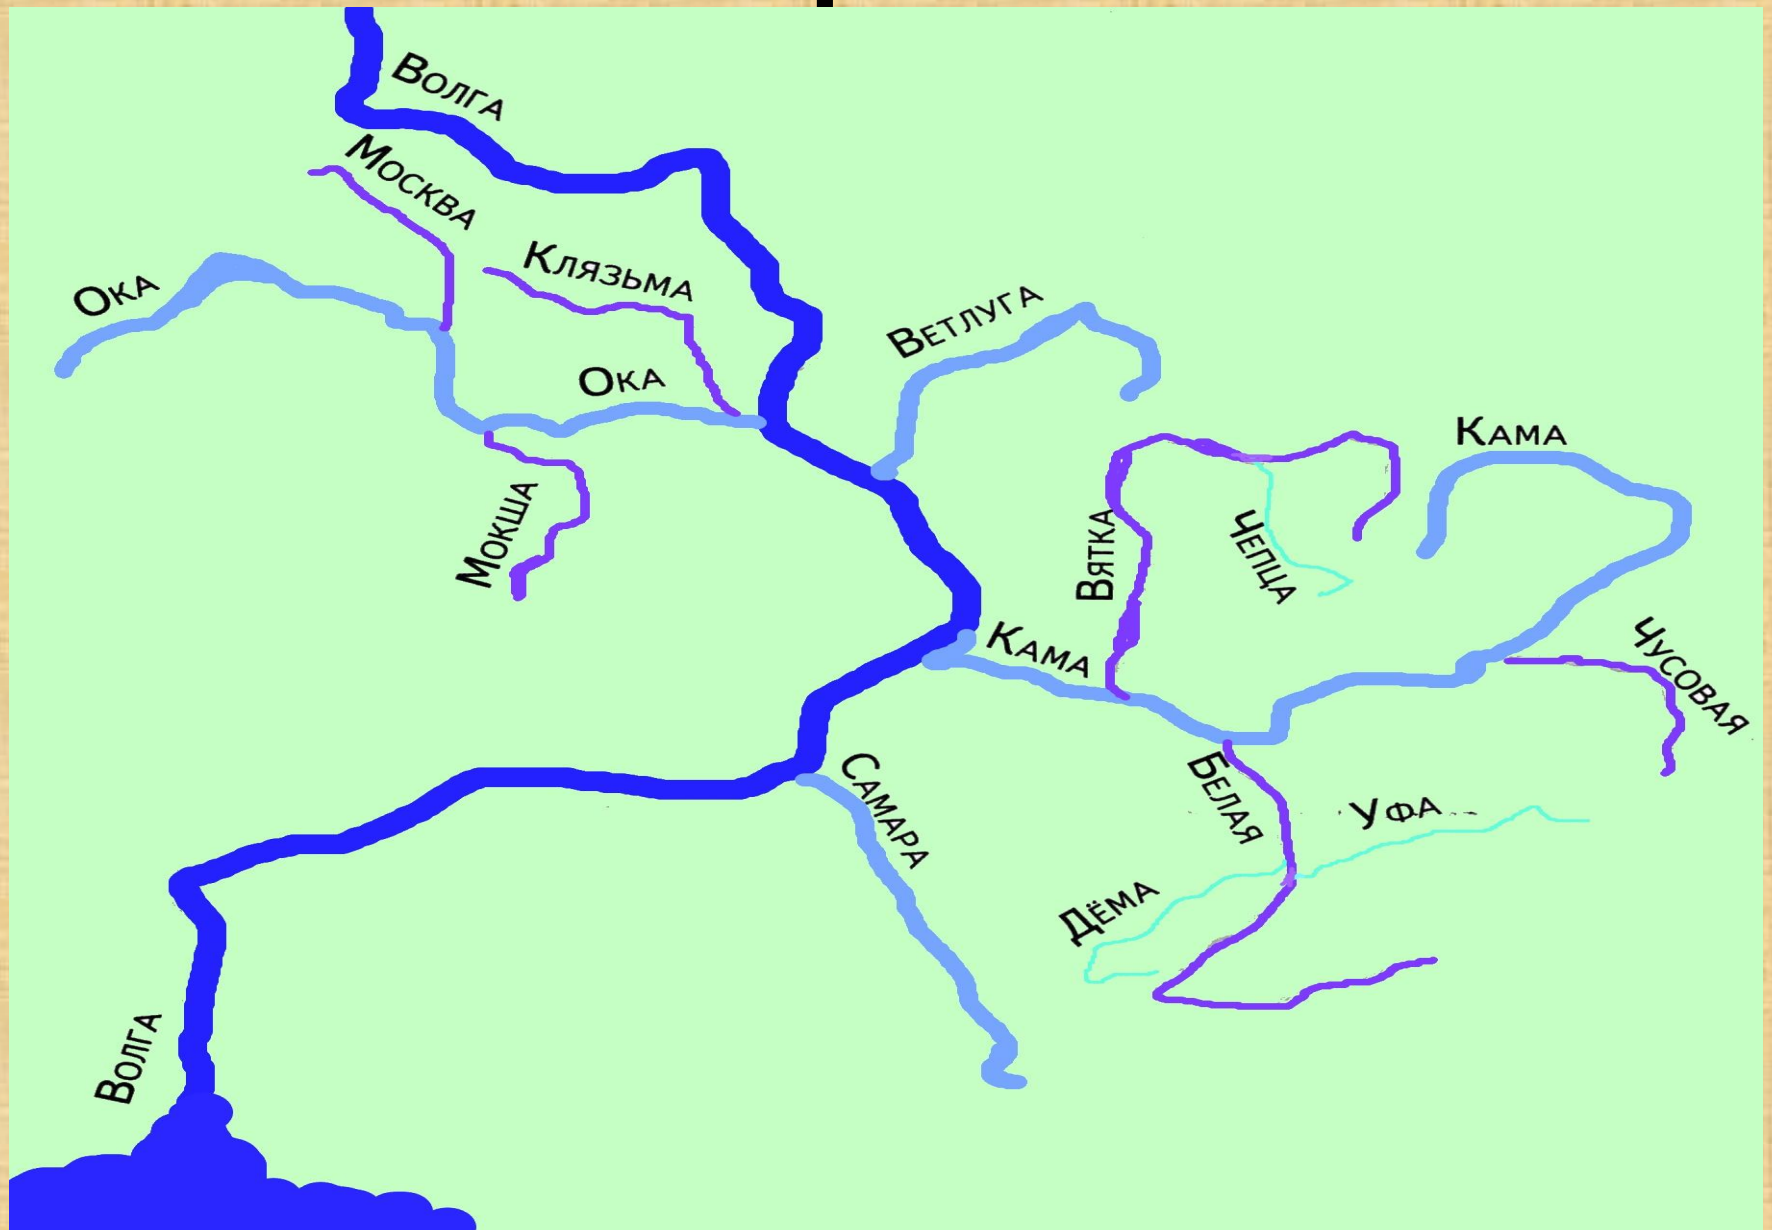 Волга
Москва
Клязьма
Ока
Ветлуга
Ока
Кама
Мокша
Вятка
Чепца
Кама
Чусовая
Самара
Белая
Уфа
Дёма
Волга